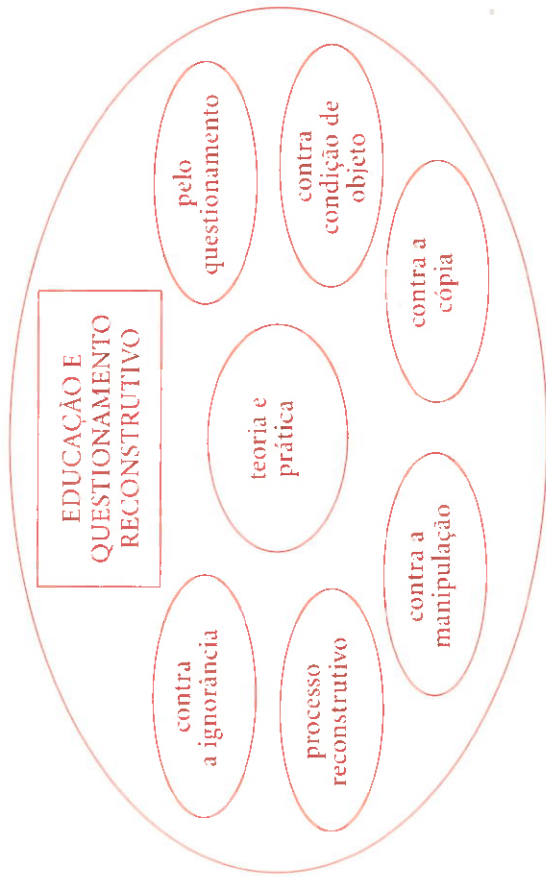 EDUCAÇÃO E
QUESTIONAMENTO
RECONSTRUTIVO
contra
a ignorância
pelo
questionamento
teoria e
prática
processo
reconstrutivo
contra
condição de
objeto
contra a
manipulação
contra a
cópia